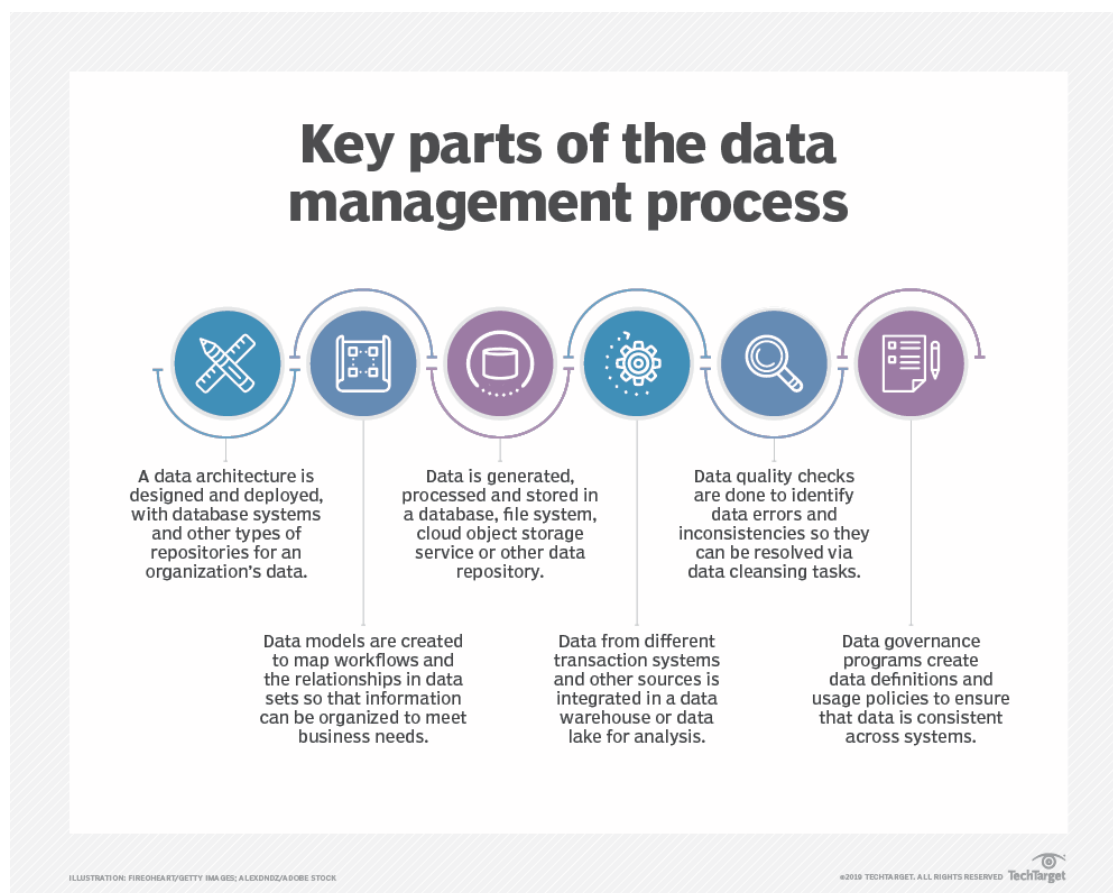 Key parts of the data
management process
A data architecture is
designed and deployed,
with database systems
and other types of
repositories for an
organization's data.
Data models are created
to map workflows and
the relationships in data
sets so that information
can be organized to meet
business needs.
Data is generated,
processed and stored in
a database, file system,
cloud object storage
service or other data
repository.
Data from different
transaction systems
and other sources is
integrated in a data
warehouse or data
lake for analysis.
Data quality checks
are done to identify
data errors and
inconsistencies so they
can be resolved via
data cleansing tasks.
Data governance
programs create
data definitions and
usage policies to ensure
that data is consistent
across systems.
ILLUSTRATION: FIREOHEART/GETTY IMAGES; ALEXDNDZ/ADOBE STOCK
©2019 TECHTARGET. ALL RIGHTS RESERVED TechTarget